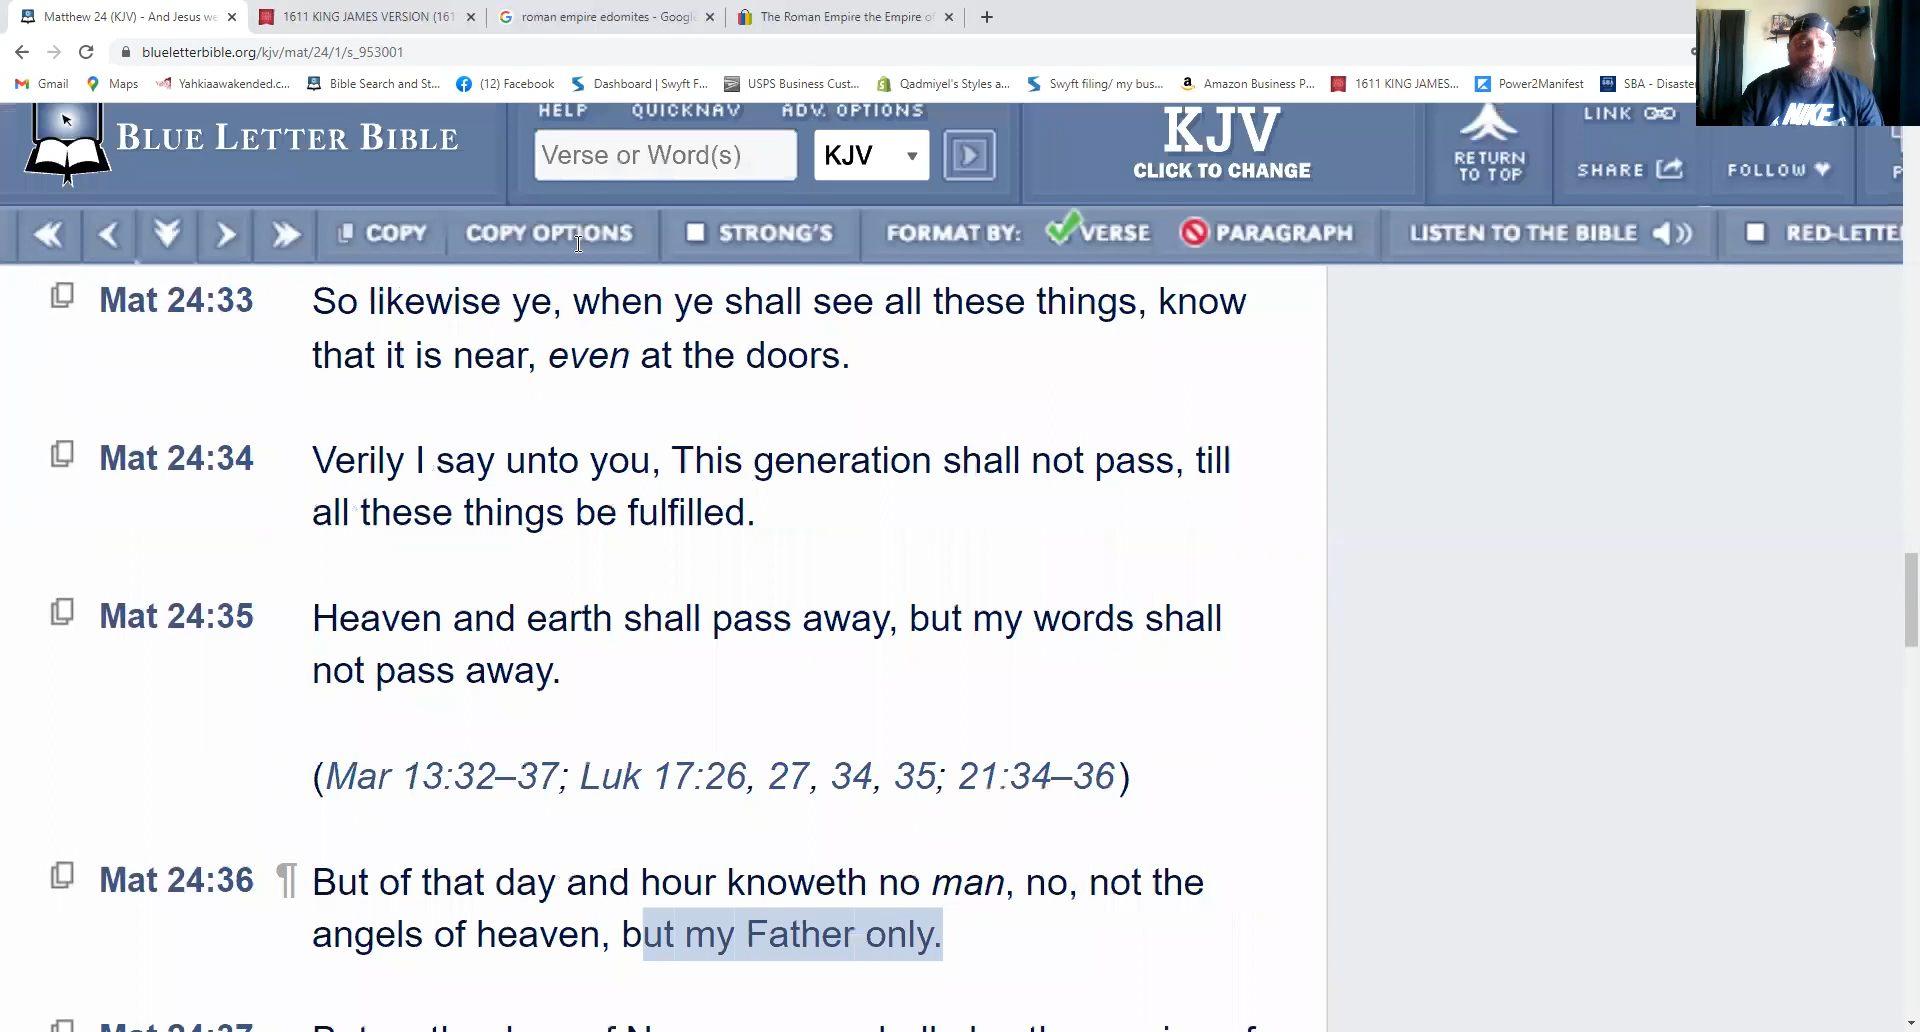 Matthew 24 (KJV) - And Jesus we
1611 KING JAMES VERSION (161
roman empire edomites - Google
The Roman Empire the Empire of
blueletterbible.org/kjv/mat/24/1/s_953001
Gmail
Maps
Yahkiaawakended.c...
Bible Search and St...
(12) Facebook
Dashboard | Swyft F...
USPS Business Cust...
Qadmiyel's Styles a...
Swyft filing/ my bus...
Amazon Business P...
1611 KING JAMES...
Power2Manifest
SBA - Disaste
NIKE
BLUE LETTER BIBLE
HELP QUICKNAV ADV. OPTIONS
Verse or Word(s)
KJV
KJV
CLICK TO CHANGE
RETURN
TO TOP
LINK
SHARE
FOLLOW
COPY
COPY OPTIONS
STRONG'S
FORMAT BY: VERSE PARAGRAPH
LISTEN TO THE BIBLE
RED-LETTE
Mat 24:33 So likewise ye, when ye shall see all these things, know
that it is near, even at the doors.
Mat 24:34 Verily I say unto you, This generation shall not pass, till
all these things be fulfilled.
Mat 24:35 Heaven and earth shall pass away, but my words shall
not pass away.
(Mar 13:32–37; Luk 17:26, 27, 34, 35; 21:34–36)
Mat 24:36 ¶ But of that day and hour knoweth no man, no, not the
angels of heaven, but my Father only.
Mat 24:37